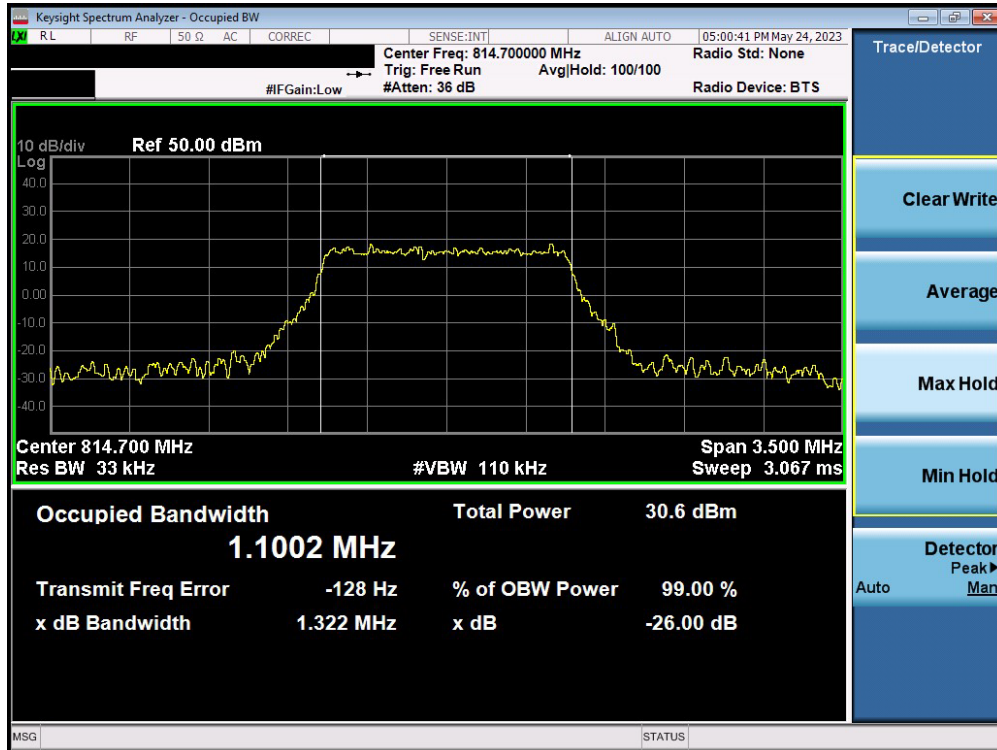 Keysight Spectrum Analyzer - Occupied BW
LXI RL RF 50 Ω AC CORREC SENSE:INT ALIGN AUTO 05:00:41 PM May 24, 2023
Center Freq: 814.700000 MHz Radio Std: None
Trig: Free Run Avg|Hold: 100/100
#IFGain:Low #Atten: 36 dB Radio Device: BTS
Trace/Detector
10 dB/div Ref 50.00 dBm
Log
40.0
30.0
20.0
10.0
0.00
-10.0
-20.0
-30.0
-40.0
Center 814.700 MHz Span 3.500 MHz
Res BW 33 kHz #VBW 110 kHz Sweep 3.067 ms
Clear Write
Average
Max Hold
Min Hold
Detector
Peak▶
Auto Man
Occupied Bandwidth Total Power 30.6 dBm
1.1002 MHz
Transmit Freq Error -128 Hz % of OBW Power 99.00 %
x dB Bandwidth 1.322 MHz x dB -26.00 dB
MSG STATUS